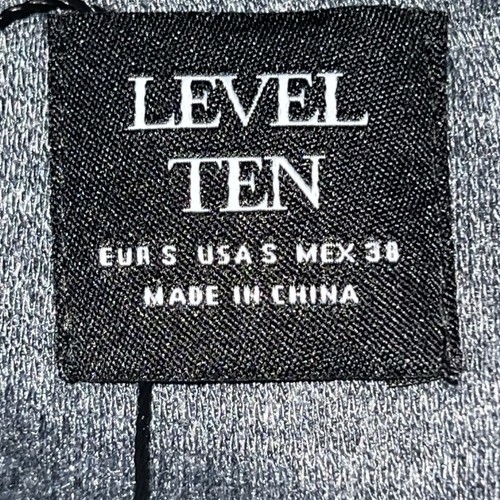 LEVEL
TEN
EUR S USA S MEX 38
MADE IN CHINA